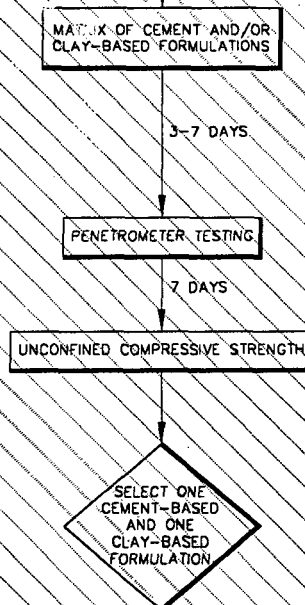 MATRIX OF CEMENT AND/OR
CLAY-BASED FORMULATIONS
3-7 DAYS
PENETROMETER TESTING
7 DAYS
UNCONFINED COMPRESSIVE STRENGTH
SELECT ONE
CEMENT-BASED
AND ONE
CLAY-BASED
FORMULATION